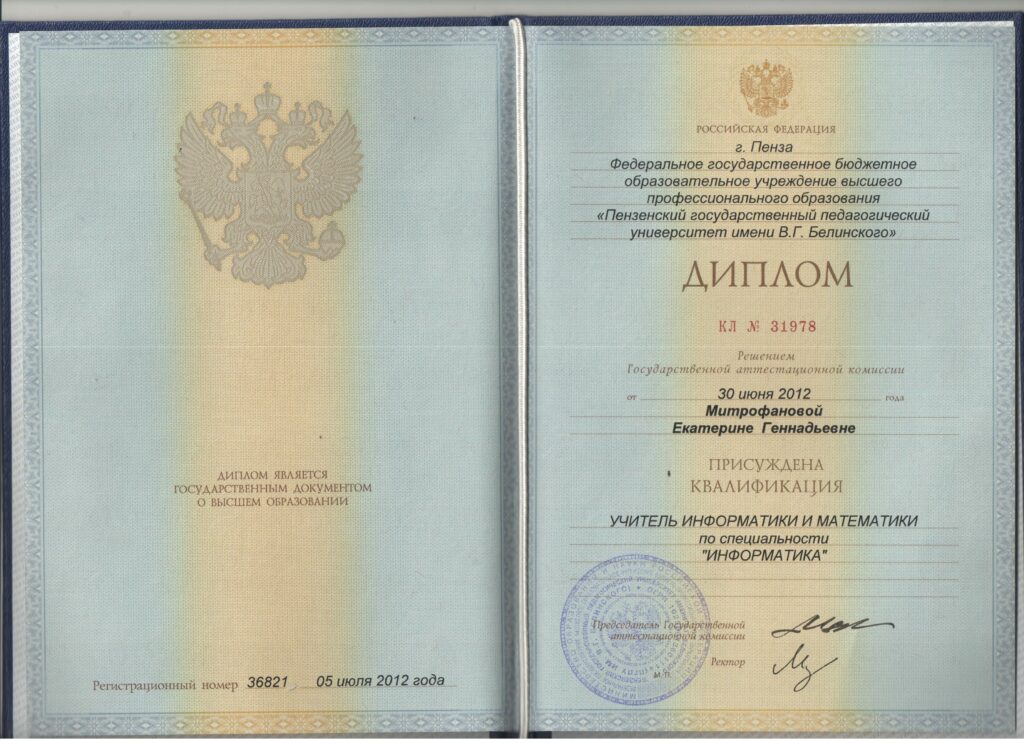 ДИПЛОМ ЯВЛЯЕТСЯ
ГОСУДАРСТВЕННЫМ ДОКУМЕНТОМ
О ВЫСШЕМ ОБРАЗОВАНИИ
Регистрационный номер 36821 05 июля 2012 года
РОССИЙСКАЯ ФЕДЕРАЦИЯ
г. Пенза
Федеральное государственное бюджетное
образовательное учреждение высшего
профессионального образования
«Пензенский государственный педагогический
университет имени В.Г. Белинского»
ДИПЛОМ
КЛ № 31978
Решением
Государственной аттестационной комиссии
от 30 июня 2012 года
Митрофановой
Екатерине Геннадьевне
ПРИСУЖДЕНА
КВАЛИФИКАЦИЯ
УЧИТЕЛЬ ИНФОРМАТИКИ И МАТЕМАТИКИ
по специальности
"ИНФОРМАТИКА"
Председатель Государственной
аттестационной комиссии
Ректор
М.П.